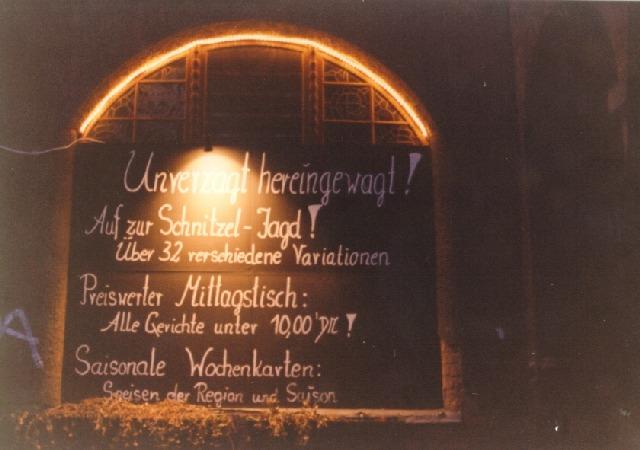 Unverzagt hereingewagt!
Auf zur Schnitzel-Jagd!
Über 32 verschiedene Variationen
Preiswerter Mittagstisch:
Alle Gerichte unter 10,00 DM!
Saisonale Wochenkarten:
Speisen der Region und Saison
A